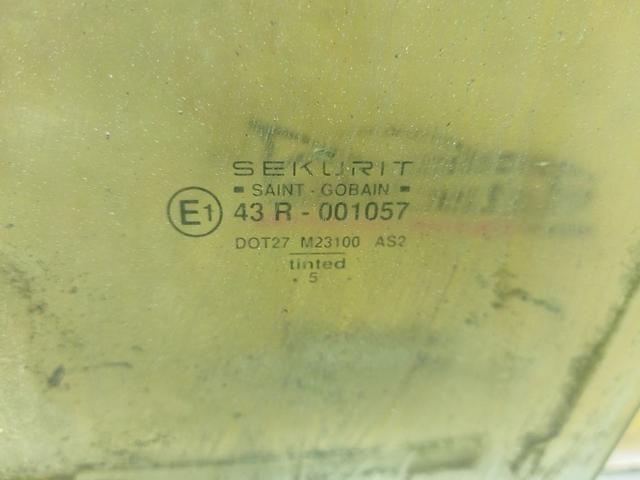 SEKURIT
SAINT - GOBAIN
E1 43 R - 001057
DOT27 M23100 AS2
tinted
. 5 .